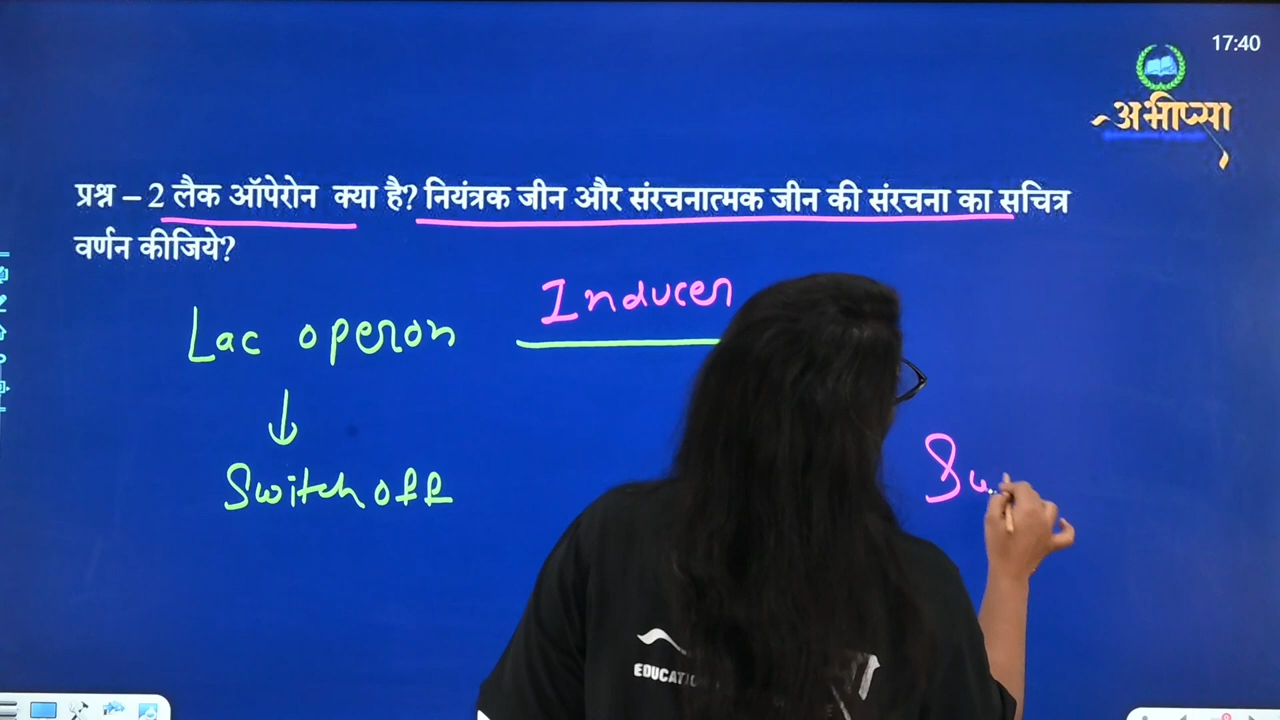 17:40
अभीप्सा
प्रश्न – 2 लैक ऑपेरोन क्या है? नियंत्रक जीन और संरचनात्मक जीन की संरचना का सचित्र
वर्णन कीजिये?
Inducer
Lac operon
↓
Switch off
Sw